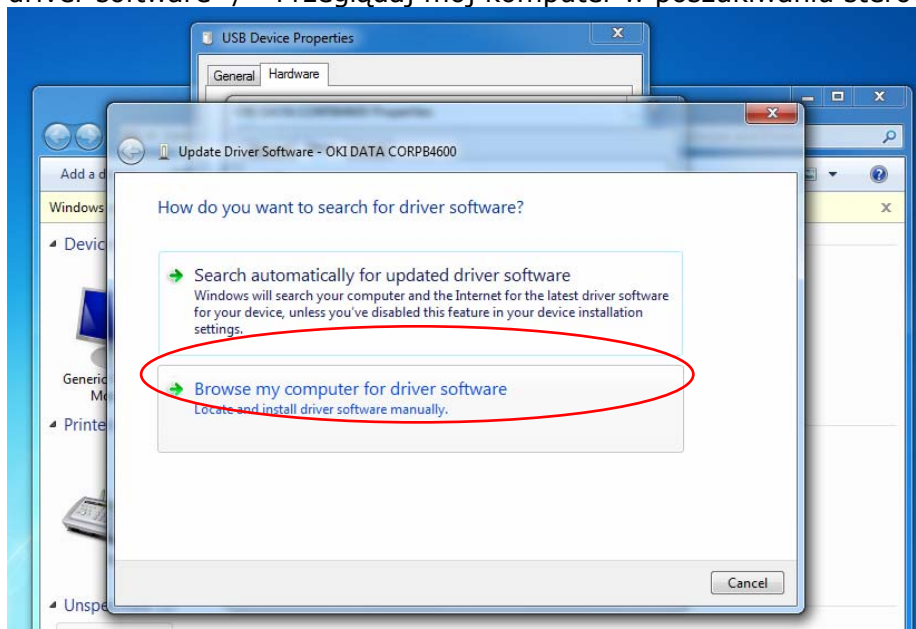 driver software" / "Przeglądaj mój komputer w poszukiwaniu stero
USB Device Properties
General Hardware
Update Driver Software - OKI DATA CORPB4600
Add a d
Windows
How do you want to search for driver software?
Devic
Search automatically for updated driver software
Windows will search your computer and the Internet for the latest driver software
for your device, unless you've disabled this feature in your device installation
settings.
Generic
Mo
Browse my computer for driver software
Locate and install driver software manually.
Printe
Cancel
Unspe